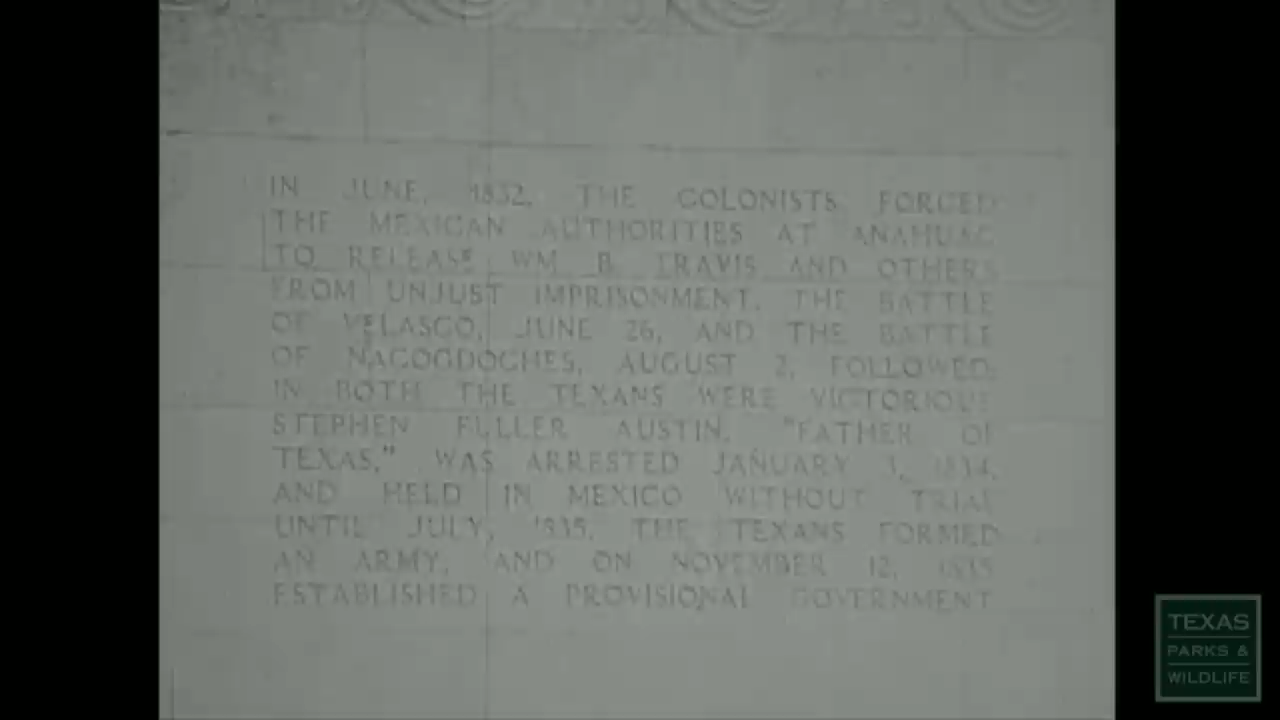 IN JUNE, 1832, THE COLONISTS FORCED
THE MEXICAN AUTHORITIES AT ANAHUAC
TO RELEASE WM. B. TRAVIS AND OTHERS
FROM UNJUST IMPRISONMENT. THE BATTLE
OF VELASCO, JUNE 26, AND THE BATTLE
OF NACOGDOCHES, AUGUST 2, FOLLOWED;
IN BOTH THE TEXANS WERE VICTORIOUS
STEPHEN FULLER AUSTIN, "FATHER OF
TEXAS," WAS ARRESTED JANUARY 3, 1834,
AND HELD IN MEXICO WITHOUT TRIAL
UNTIL JULY, 1835. THE TEXANS FORMED
AN ARMY, AND ON NOVEMBER 12, 1835
ESTABLISHED A PROVISIONAL GOVERNMENT
TEXAS
PARKS &
WILDLIFE